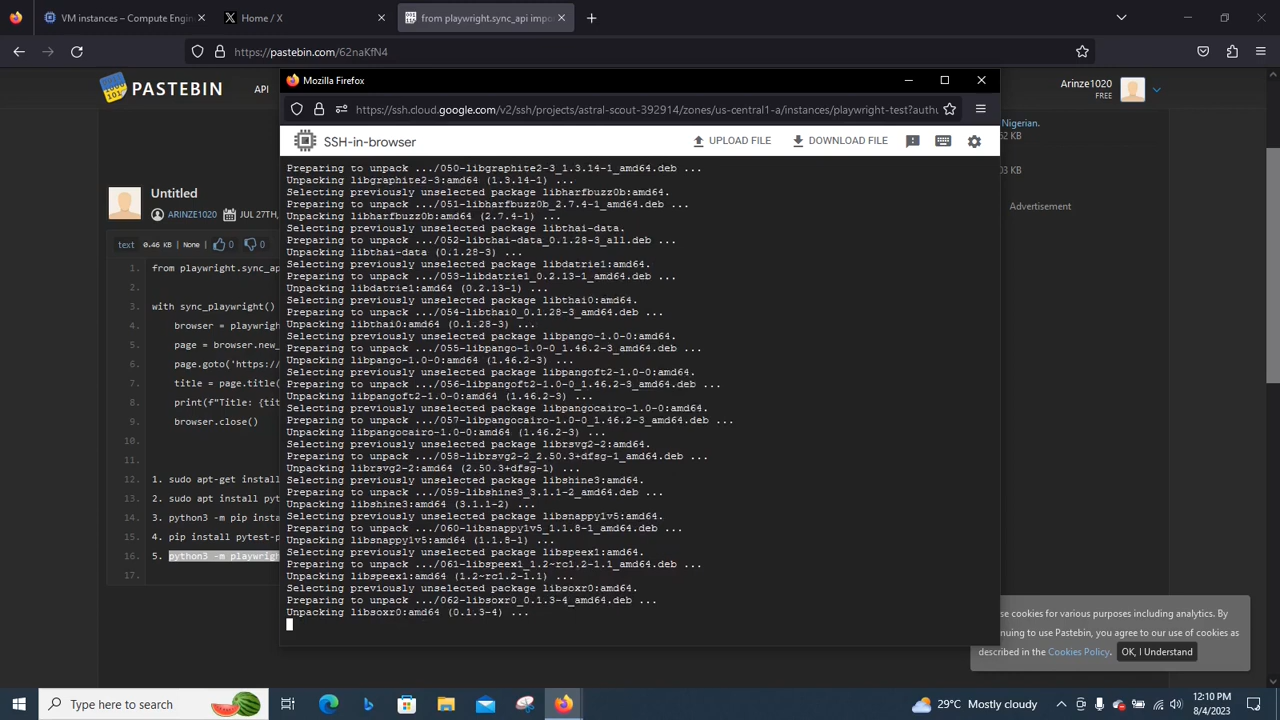 VM instances – Compute Engin
Home / X
from playwright.sync_api impo
https://pastebin.com/62naKfN4
PASTEBIN
API
Arinze1020
FREE
Mozilla Firefox
https://ssh.cloud.google.com/v2/ssh/projects/astral-scout-392914/zones/us-central1-a/instances/playwright-test?authu
SSH-in-browser
UPLOAD FILE
DOWNLOAD FILE
Nigerian.
62 KB
03 KB
Advertisement
Untitled
ARINZE1020
JUL 27TH,
text
0.46 KB
None
0
0
1. from playwright.sync_ap
2.
3. with sync_playwright()
4. browser = playwrigh
5. page = browser.new_
6. page.goto('https:/
7. title = page.title(
8. print(f"Title: {tit
9. browser.close()
10.
11.
12. 1. sudo apt-get install
13. 2. sudo apt install pyt
14. 3. python3 -m pip insta
15. 4. pip install pytest-p
16. 5. python3 -m playwrigh
17.
Preparing to unpack .../050-libgraphite2-3_1.3.14-1_amd64.deb ...
Unpacking libgraphite2-3:amd64 (1.3.14-1) ...
Selecting previously unselected package libharfbuzz0b:amd64.
Preparing to unpack .../051-libharfbuzz0b_2.7.4-1_amd64.deb ...
Unpacking libharfbuzz0b:amd64 (2.7.4-1) ...
Selecting previously unselected package libthai-data.
Preparing to unpack .../052-libthai-data_0.1.28-3_all.deb ...
Unpacking libthai-data (0.1.28-3) ...
Selecting previously unselected package libdatrie1:amd64.
Preparing to unpack .../053-libdatrie1_0.2.13-1_amd64.deb ...
Unpacking libdatrie1:amd64 (0.2.13-1) ...
Selecting previously unselected package libthai0:amd64.
Preparing to unpack .../054-libthai0_0.1.28-3_amd64.deb ...
Unpacking libthai0:amd64 (0.1.28-3) ...
Selecting previously unselected package libpango-1.0-0:amd64.
Preparing to unpack .../055-libpango-1.0-0_1.46.2-3_amd64.deb ...
Unpacking libpango-1.0-0:amd64 (1.46.2-3) ...
Selecting previously unselected package libpangoft2-1.0-0:amd64.
Preparing to unpack .../056-libpangoft2-1.0-0_1.46.2-3_amd64.deb ...
Unpacking libpangoft2-1.0-0:amd64 (1.46.2-3) ...
Selecting previously unselected package libpangocairo-1.0-0:amd64.
Preparing to unpack .../057-libpangocairo-1.0-0_1.46.2-3_amd64.deb ...
Unpacking libpangocairo-1.0-0:amd64 (1.46.2-3) ...
Selecting previously unselected package librsvg2-2:amd64.
Preparing to unpack .../058-librsvg2-2_2.50.3+dfsg-1_amd64.deb ...
Unpacking librsvg2-2:amd64 (2.50.3+dfsg-1) ...
Selecting previously unselected package libshine3:amd64.
Preparing to unpack .../059-libshine3_3.1.1-2_amd64.deb ...
Unpacking libshine3:amd64 (3.1.1-2) ...
Selecting previously unselected package libsnappy1v5:amd64.
Preparing to unpack .../060-libsnappy1v5_1.1.8-1_amd64.deb ...
Unpacking libsnappy1v5:amd64 (1.1.8-1) ...
Selecting previously unselected package libspeex1:amd64.
Preparing to unpack .../061-libspeex1_1.2~rc1.2-1.1_amd64.deb ...
Unpacking libspeex1:amd64 (1.2~rc1.2-1.1) ...
Selecting previously unselected package libsoxr0:amd64.
Preparing to unpack .../062-libsoxr0_0.1.3-4_amd64.deb ...
Unpacking libsoxr0:amd64 (0.1.3-4) ...
se cookies for various purposes including analytics. By
nuing to use Pastebin, you agree to our use of cookies as
described in the Cookies Policy. OK, I Understand
Type here to search
29°C Mostly cloudy
12:10 PM
8/4/2023